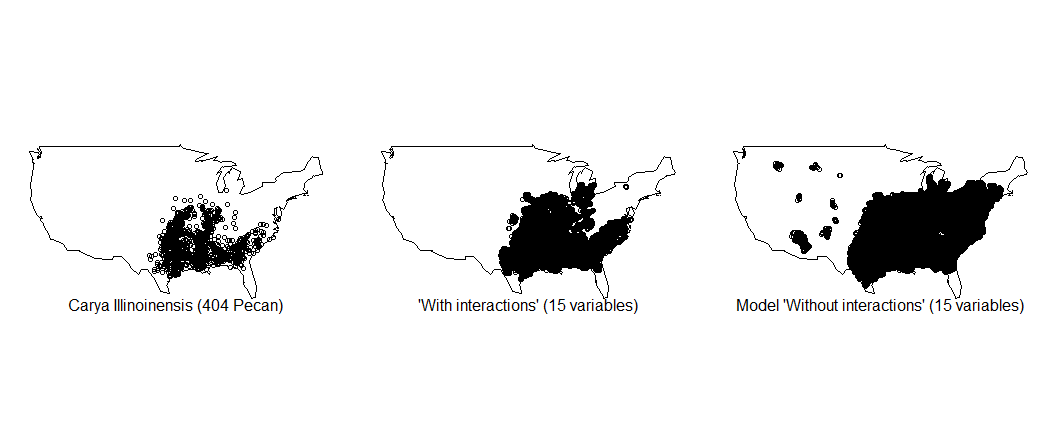 Carya Illinoinensis (404 Pecan)
'With interactions' (15 variables)
Model 'Without interactions' (15 variables)